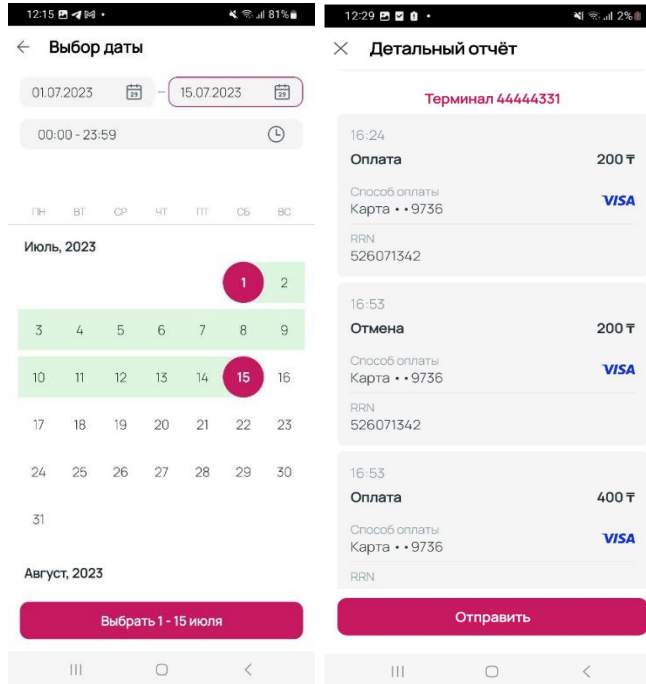 12:15
81%
Выбор даты
01.07.2023
29
–
15.07.2023
29
00:00 - 23:59
ПН ВТ СР ЧТ ПТ СБ ВС
Июль, 2023
1 2
3 4 5 6 7 8 9
10 11 12 13 14 15 16
17 18 19 20 21 22 23
24 25 26 27 28 29 30
31
Август, 2023
Выбрать 1 - 15 июля
12:29
2%
Детальный отчёт
Терминал 44444331
16:24
Оплата 200 ₸
Способ оплаты
Карта • • 9736 VISA
RRN
526071342
16:53
Отмена 200 ₸
Способ оплаты
Карта • • 9736 VISA
RRN
526071342
16:53
Оплата 400 ₸
Способ оплаты
Карта • • 9736 VISA
RRN
Отправить